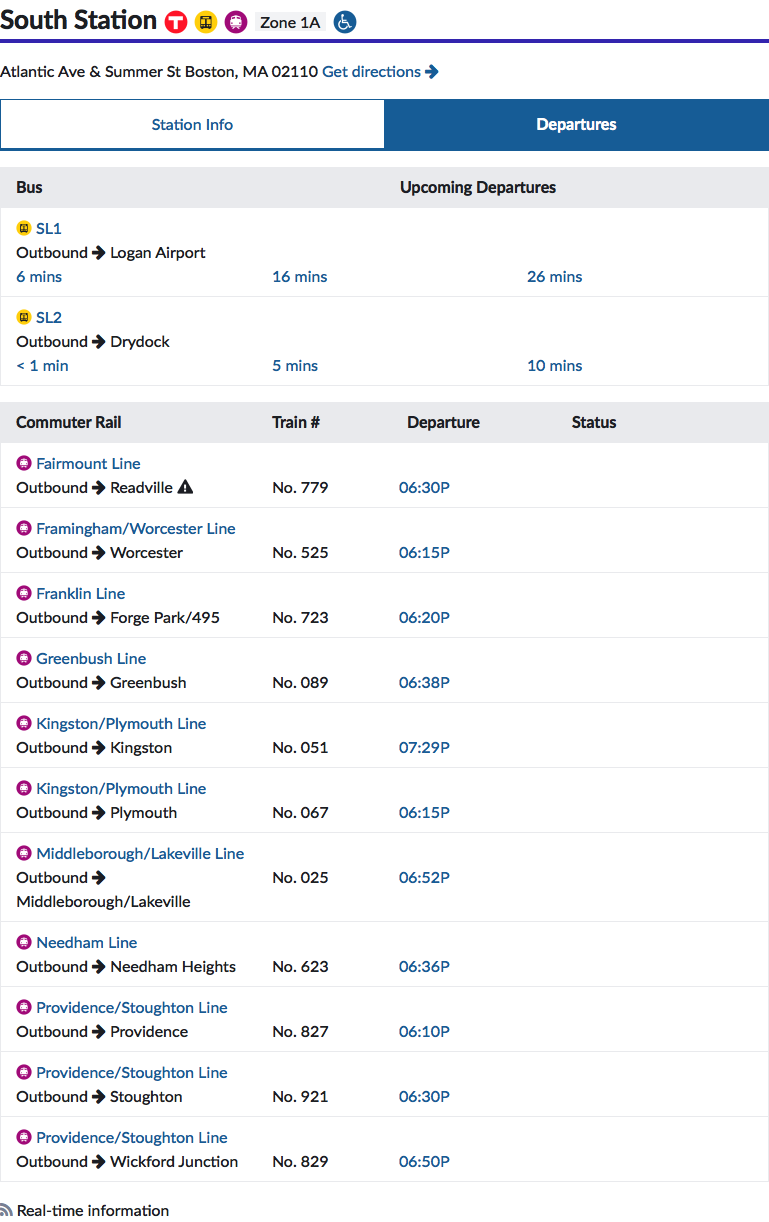 South Station T Zone 1A
Atlantic Ave & Summer St Boston, MA 02110 Get directions
Station Info Departures
Bus Upcoming Departures
SL1
Outbound Logan Airport
6 mins 16 mins 26 mins
SL2
Outbound Drydock
< 1 min 5 mins 10 mins
Commuter Rail Train # Departure Status
Fairmount Line
Outbound Readville No. 779 06:30P
Framingham/Worcester Line
Outbound Worcester No. 525 06:15P
Franklin Line
Outbound Forge Park/495 No. 723 06:20P
Greenbush Line
Outbound Greenbush No. 089 06:38P
Kingston/Plymouth Line
Outbound Kingston No. 051 07:29P
Kingston/Plymouth Line
Outbound Plymouth No. 067 06:15P
Middleborough/Lakeville Line
Outbound No. 025 06:52P
Middleborough/Lakeville
Needham Line
Outbound Needham Heights No. 623 06:36P
Providence/Stoughton Line
Outbound Providence No. 827 06:10P
Providence/Stoughton Line
Outbound Stoughton No. 921 06:30P
Providence/Stoughton Line
Outbound Wickford Junction No. 829 06:50P
Real-time information